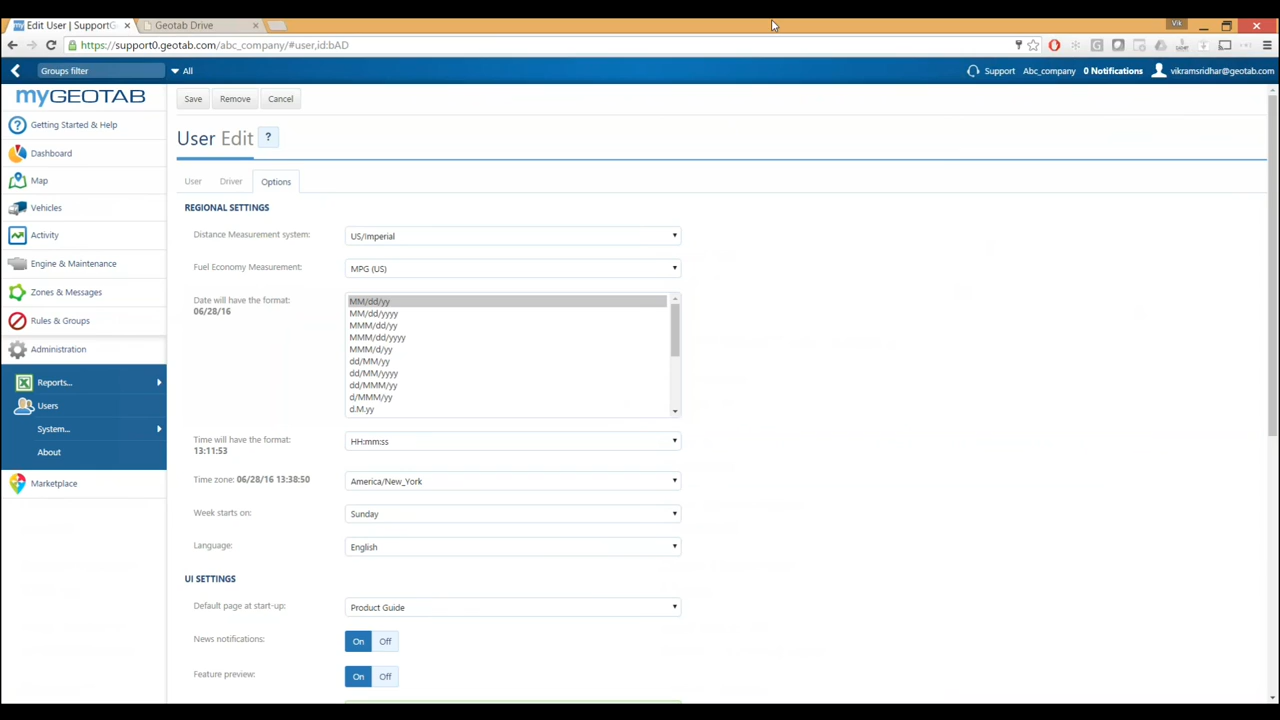 Edit User | SupportG
Geotab Drive
Vik
https://support0.geotab.com/abc_company/#user,id:bAD
Groups filter
All
Support
Abc_company
0 Notifications
vikramsridhar@geotab.com
myGEOTAB
Getting Started & Help
Dashboard
Map
Vehicles
Activity
Engine & Maintenance
Zones & Messages
Rules & Groups
Administration
Reports...
Users
System...
About
Marketplace
Save
Remove
Cancel
User Edit ?
User
Driver
Options
REGIONAL SETTINGS
Distance Measurement system: US/Imperial
Fuel Economy Measurement: MPG (US)
Date will have the format:
06/28/16
MM/dd/yy
MM/dd/yyyy
MMM/dd/yy
MMM/dd/yyyy
MMM/d/yy
dd/MM/yy
dd/MM/yyyy
dd/MMM/yy
d/MMM/yy
d.M.yy
Time will have the format:
13:11:53
HH:mm:ss
Time zone: 06/28/16 13:38:50 America/New_York
Week starts on: Sunday
Language: English
UI SETTINGS
Default page at start-up: Product Guide
News notifications: On Off
Feature preview: On Off